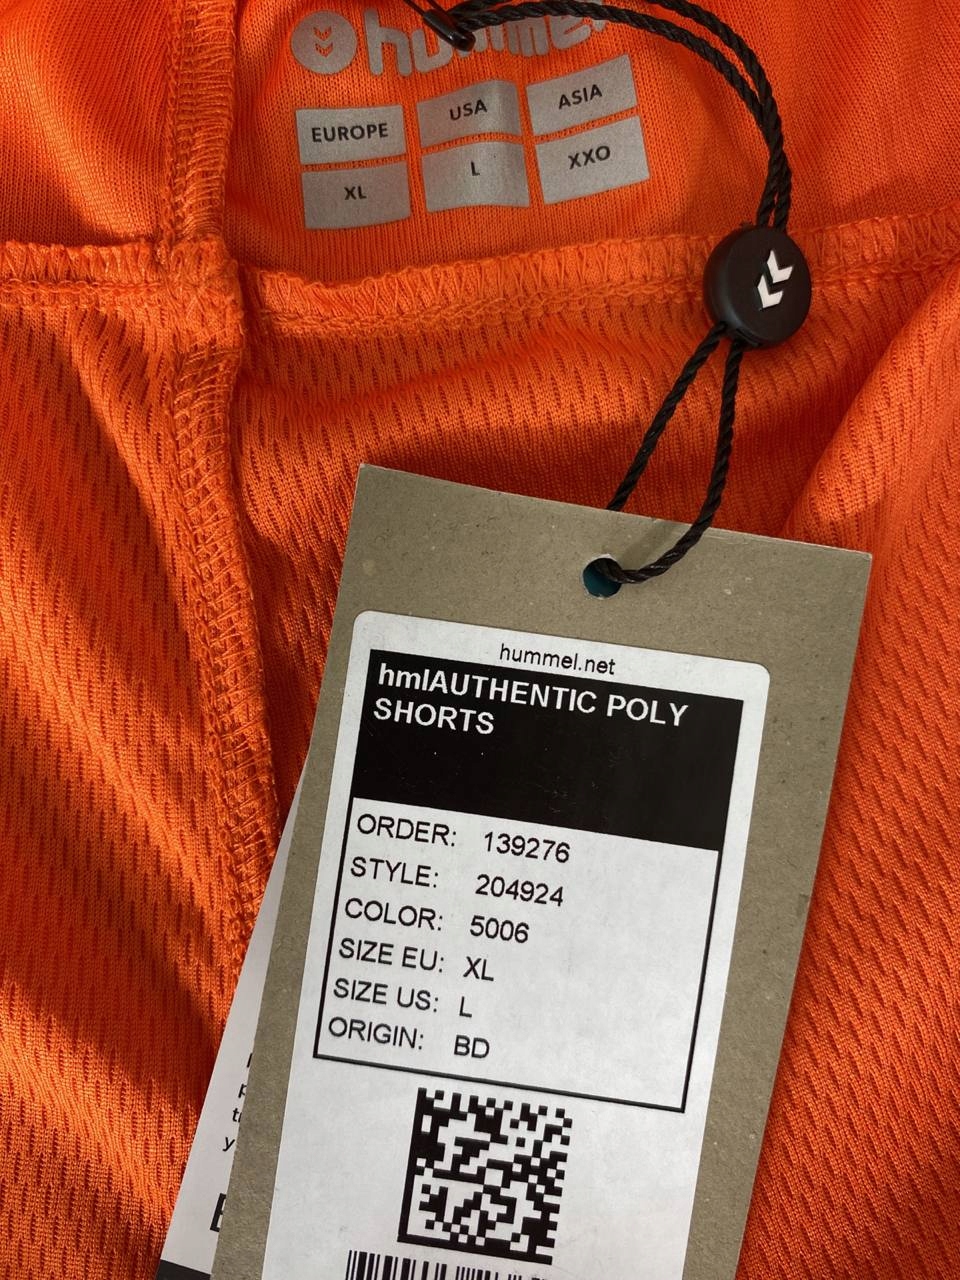 hummel
EUROPE USA ASIA
XL L XXO
hummel.net
hmlAUTHENTIC POLY
SHORTS
ORDER: 139276
STYLE: 204924
COLOR: 5006
SIZE EU: XL
SIZE US: L
ORIGIN: BD